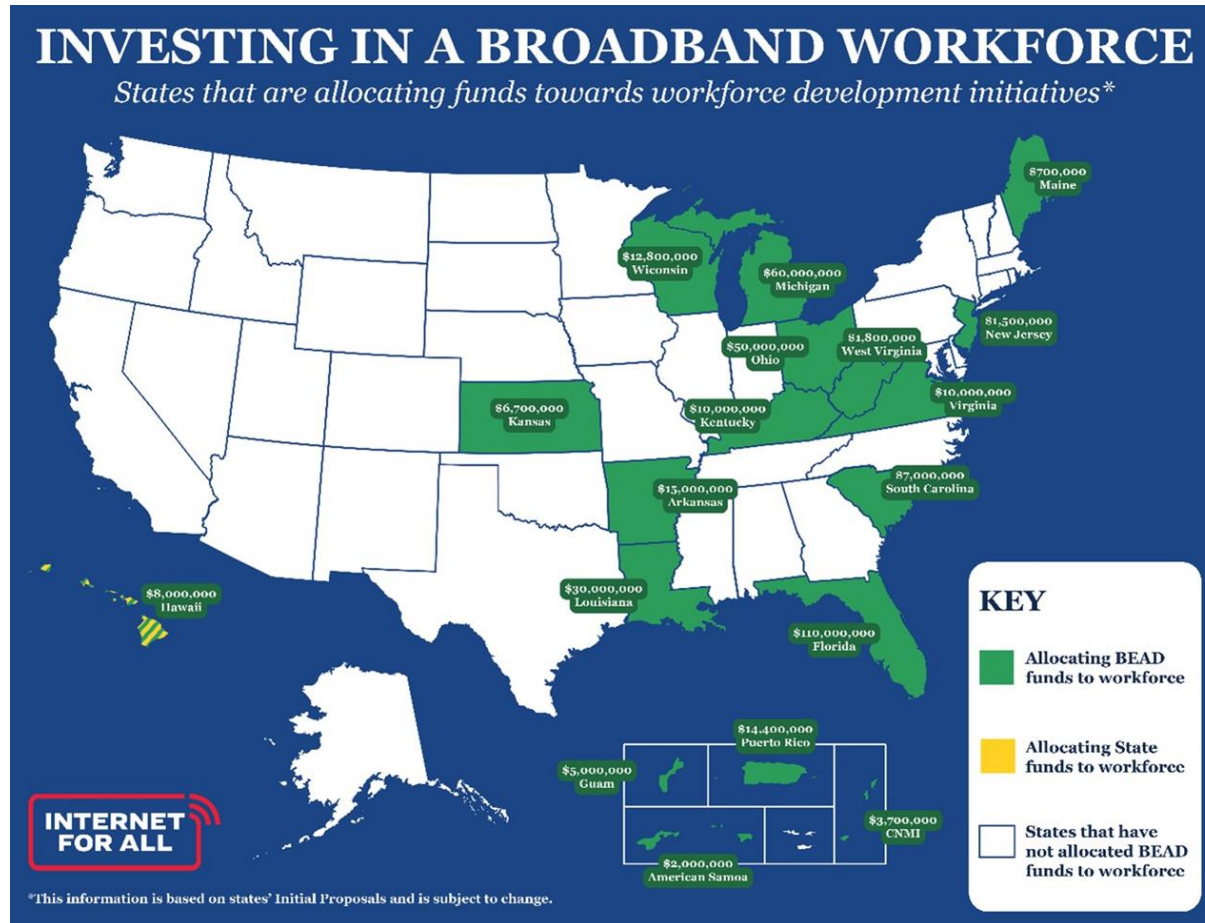 INVESTING IN A BROADBAND WORKFORCE
States that are allocating funds towards workforce development initiatives*
$700,000
Maine
$12,800,000
Wiconsin
$60,000,000
Michigan
$1,500,000
New Jersey
$50,000,000
Ohio
$1,800,000
West Virginia
$10,000,000
Virginia
$6,700,000
Kansas
$10,000,000
Kentucky
$7,000,000
South Carolina
$15,000,000
Arkansas
$8,000,000
Hawaii
$30,000,000
Louisiana
$110,000,000
Florida
$14,400,000
Puerto Rico
$5,000,000
Guam
$3,700,000
CNMI
$2,000,000
American Samoa
KEY
Allocating BEAD
funds to workforce
Allocating State
funds to workforce
States that have
not allocated BEAD
funds to workforce
INTERNET
FOR ALL
*This information is based on states' Initial Proposals and is subject to change.